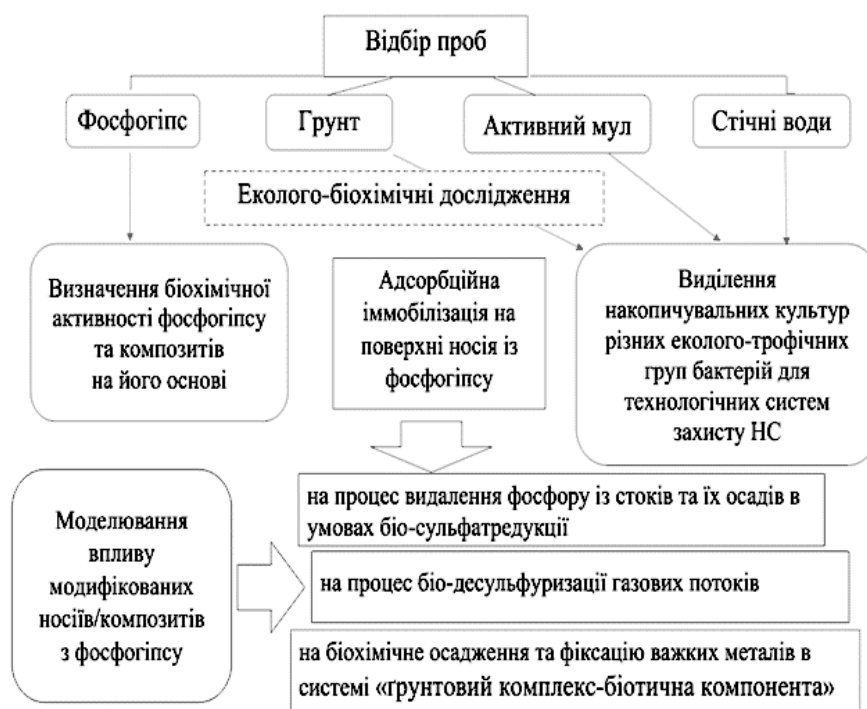 Відбір проб
Фосфогіпс
Грунт
Активний мул
Стічні води
Еколого-біохімічні дослідження
Визначення біохімічної
активності фосфогіпсу
та композитів
на його основі
Адсорбційна
іммобілізація на
поверхні носія із
фосфогіпсу
Виділення
накопичувальних культур
різних еколого-трофічних
груп бактерій для
технологічних систем
захисту НС
Моделювання
впливу
модифікованих
носіїв/композитів
з фосфогіпсу
на процес видалення фосфору із стоків та їх осадів в
умовах біо-сульфатредукції
на процес біо-десульфуризації газових потоків
на біохімічне осадження та фіксацію важких металів в
системі «ґрунтовий комплекс-біотична компонента»